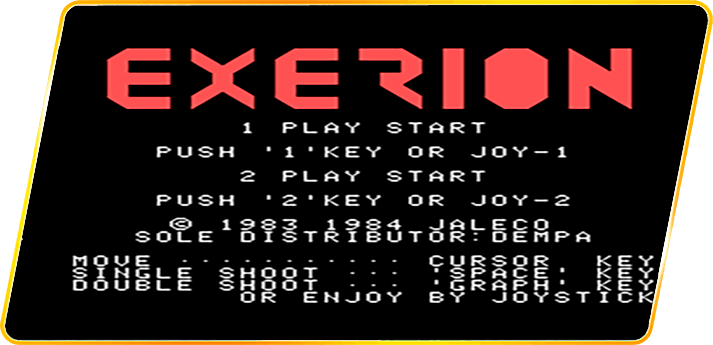 EXERION
1 PLAY START
PUSH '1'KEY OR JOY-1
2 PLAY START
PUSH '2'KEY OR JOY-2
© 1983 1984 JALECO
SOLE DISTRIBUTOR:DEMPA
MOVE ............ CURSOR KEY
SINGLE SHOOT ... 'SPACE' KEY
DOUBLE SHOOT ... 'GRAPH' KEY
OR ENJOY BY JOYSTICK